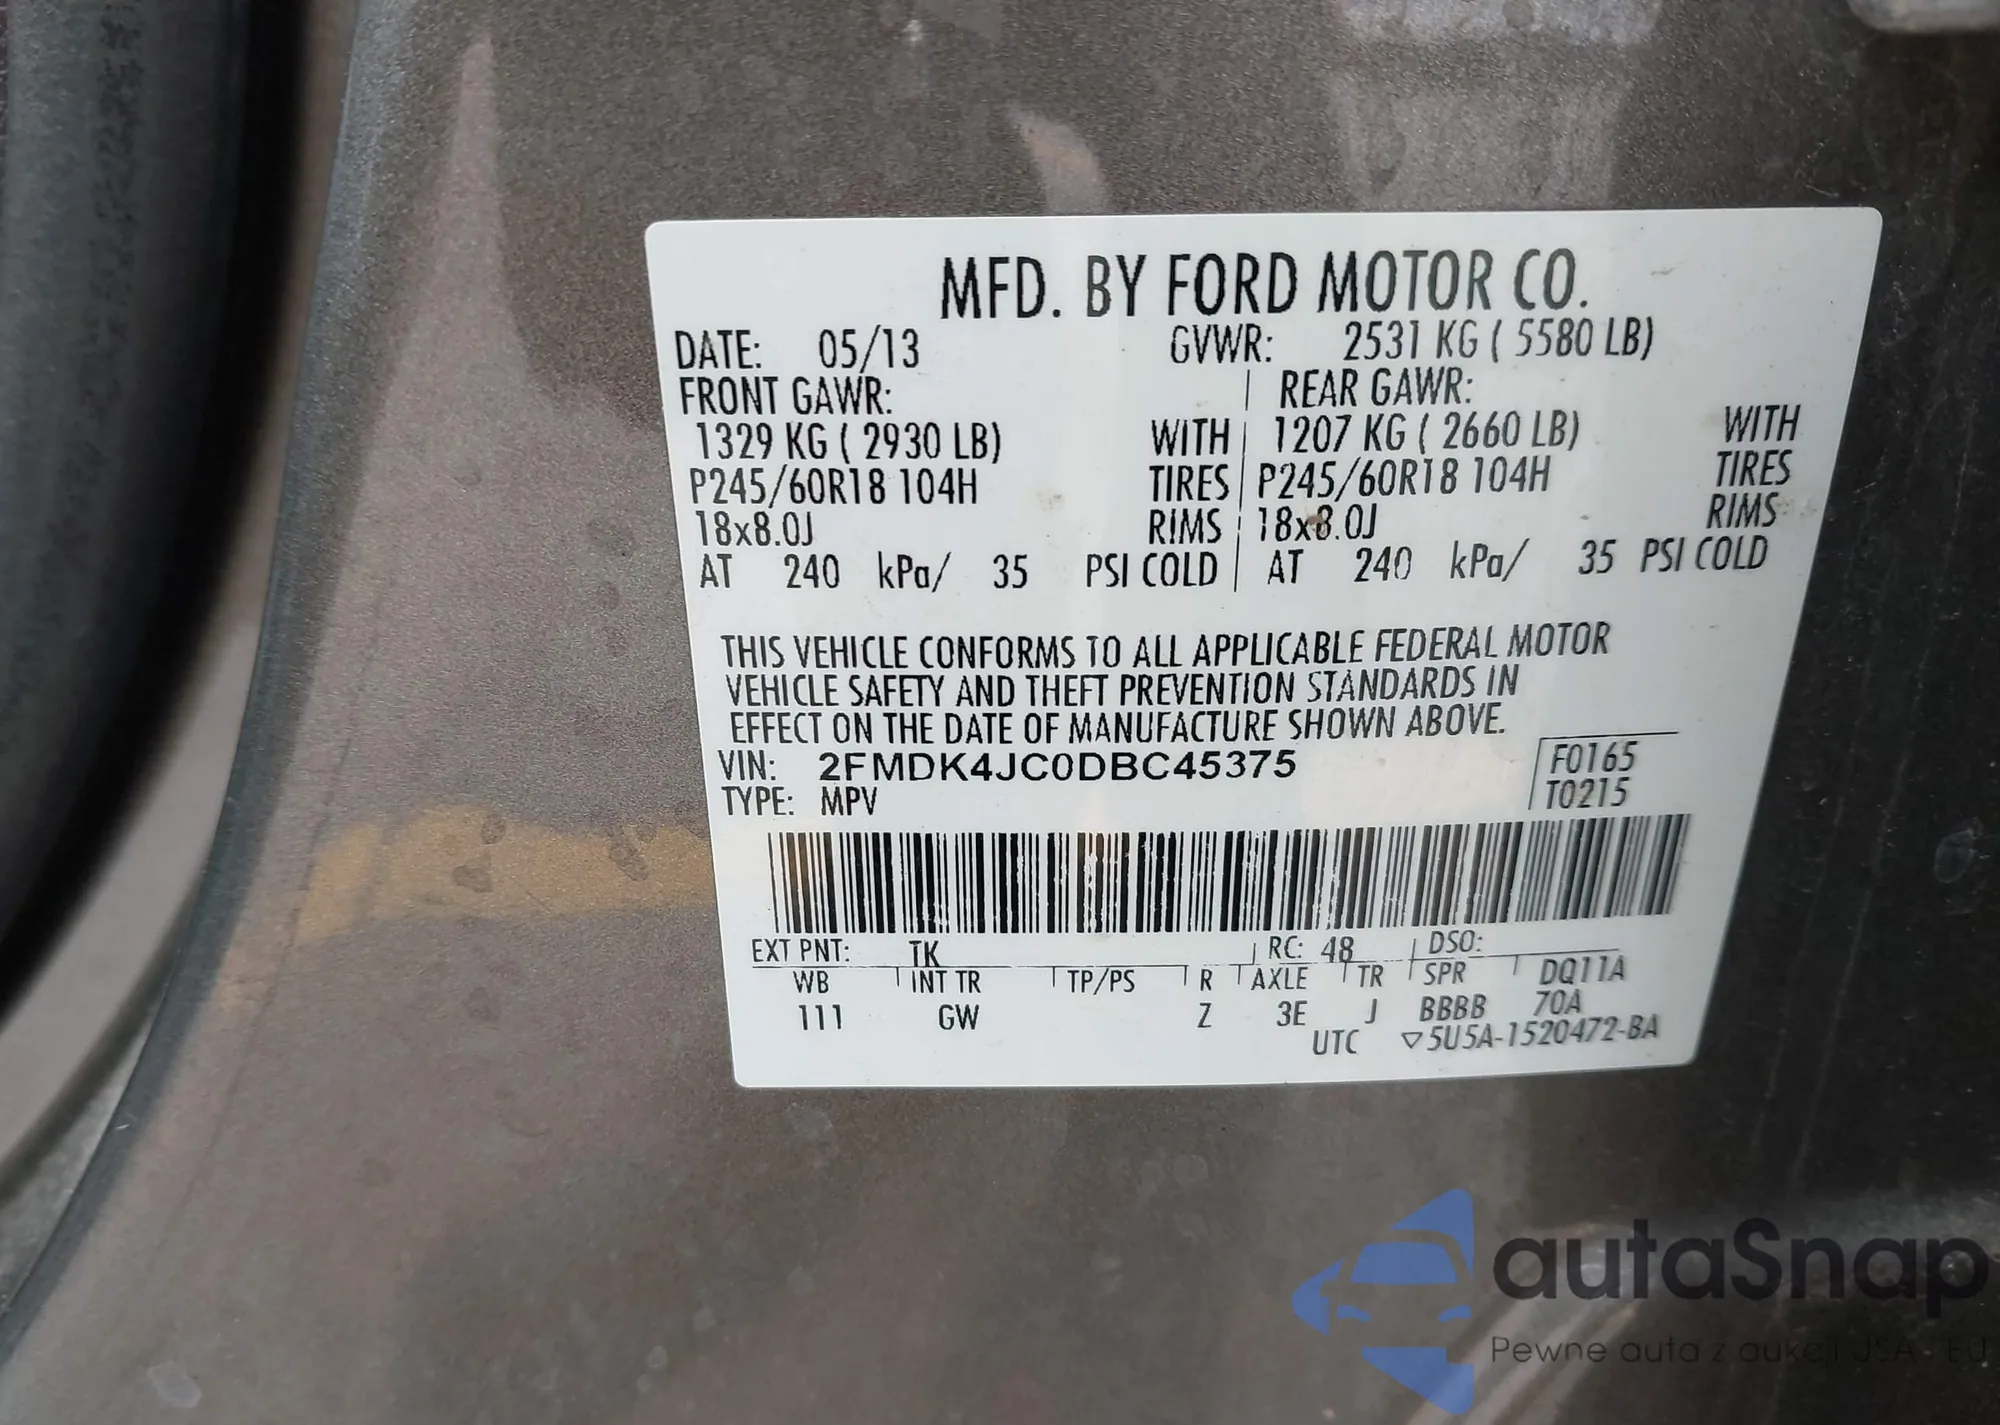 MFD. BY FORD MOTOR CO.
DATE: 05/13 GVWR: 2531 KG ( 5580 LB)
FRONT GAWR: REAR GAWR:
1329 KG ( 2930 LB) WITH 1207 KG ( 2660 LB) WITH
P245/60R18 104H TIRES P245/60R18 104H TIRES
18x8.0J RIMS 18x8.0J RIMS
AT 240 kPa/ 35 PSI COLD AT 240 kPa/ 35 PSI COLD
THIS VEHICLE CONFORMS TO ALL APPLICABLE FEDERAL MOTOR
VEHICLE SAFETY AND THEFT PREVENTION STANDARDS IN
EFFECT ON THE DATE OF MANUFACTURE SHOWN ABOVE.
VIN: 2FMDK4JC0DBC45375 F0165
TYPE: MPV T0215
EXT PNT: TK RC: 48 DSO:
WB INT TR TP/PS R AXLE TR SPR DQ11A
111 GW Z 3E J BBBB 70A
UTC ▽5U5A-1520472-BA
autaSnap
Pewne auta z aukcji USA - EU